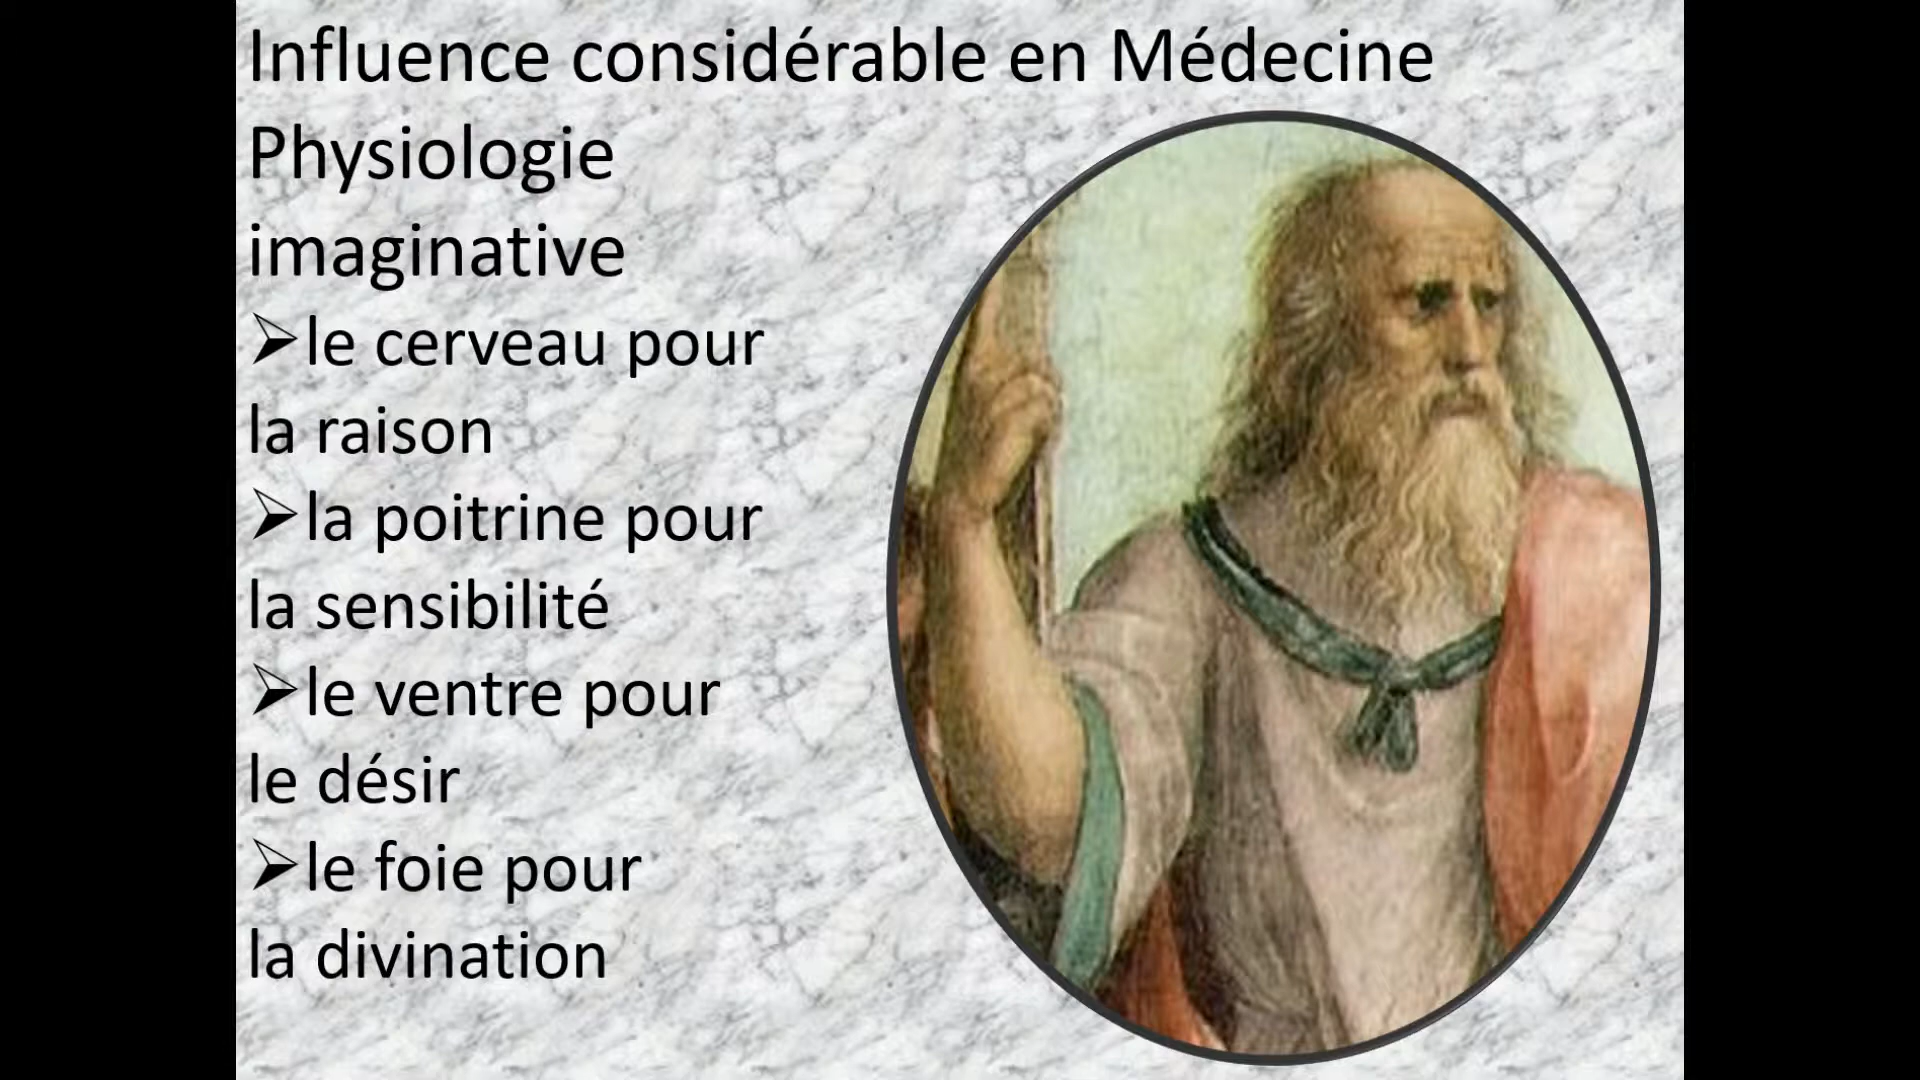 Influence considérable en Médecine
Physiologie
imaginative
➢le cerveau pour
la raison
➢la poitrine pour
la sensibilité
➢le ventre pour
le désir
➢le foie pour
la divination